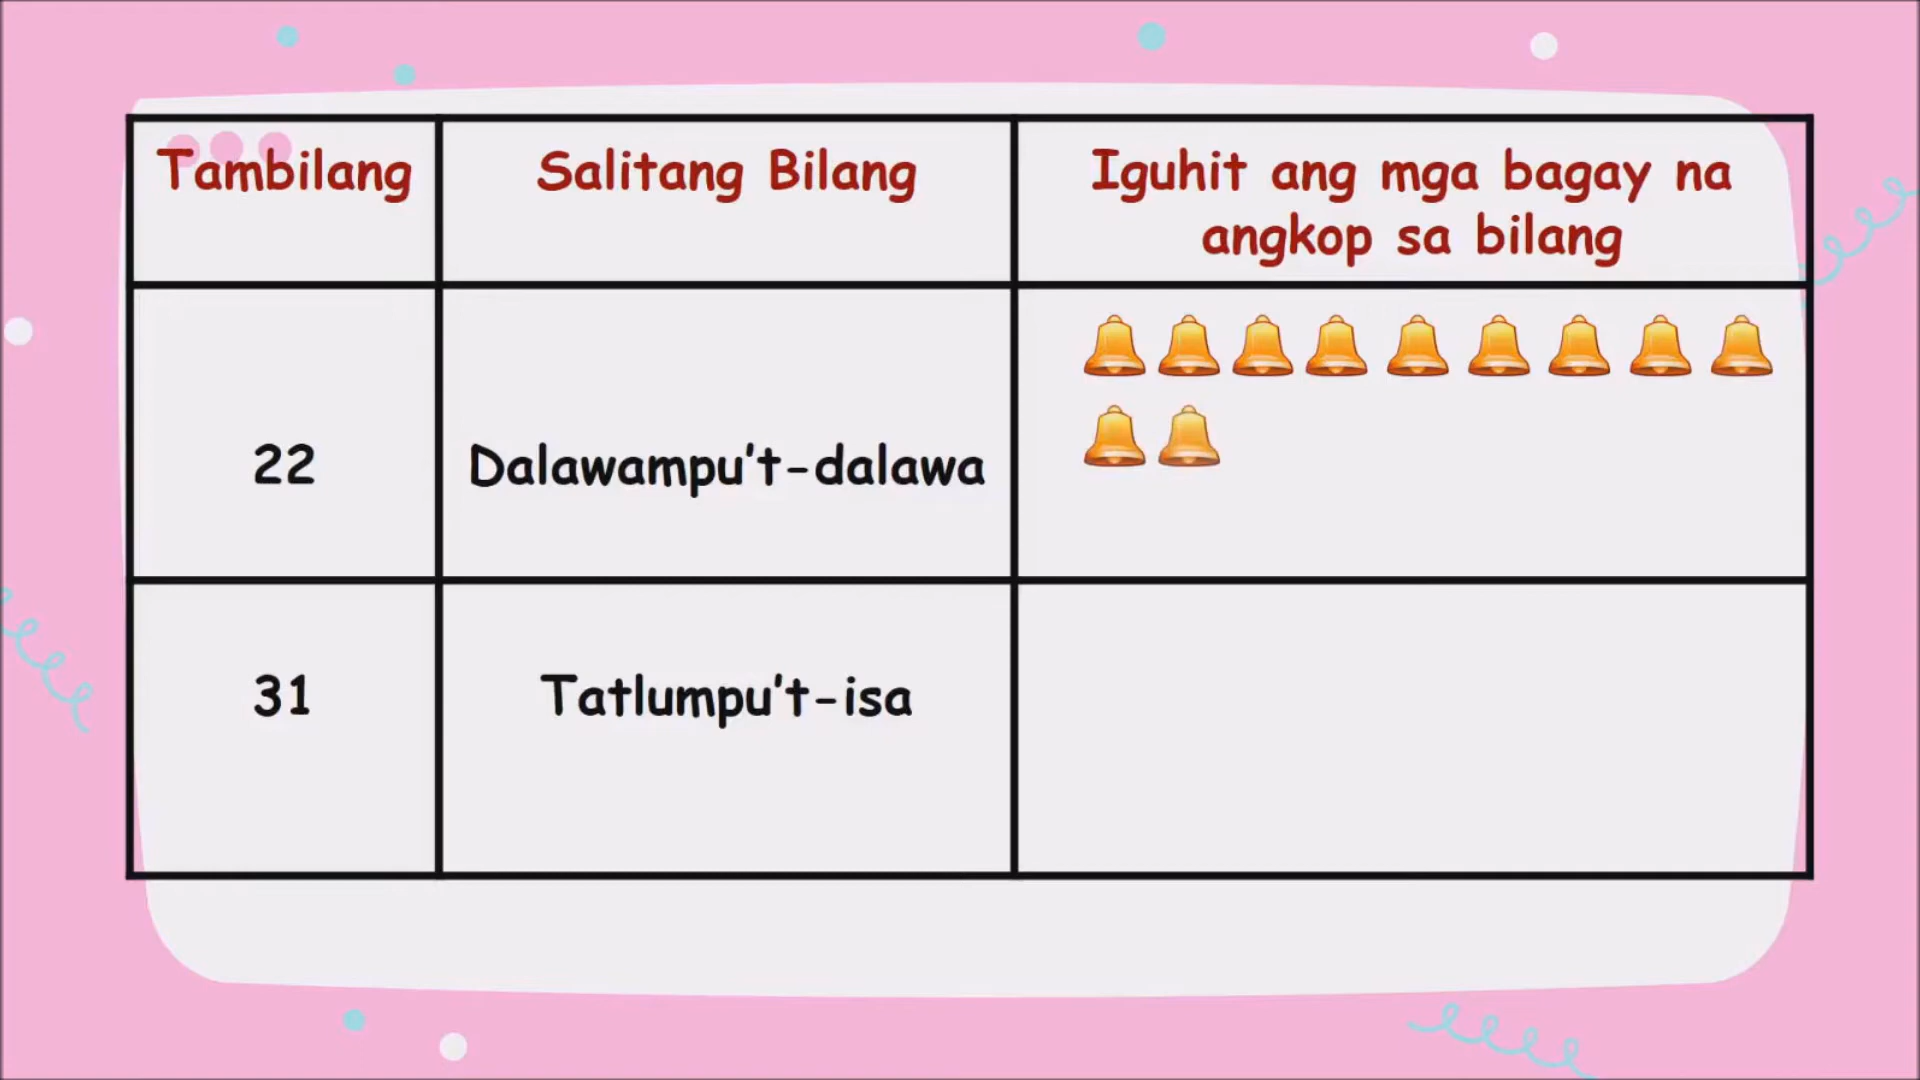 Tambilang
Salitang Bilang
Iguhit ang mga bagay na
angkop sa bilang
22
Dalawampu't-dalawa
31
Tatlumpu't-isa